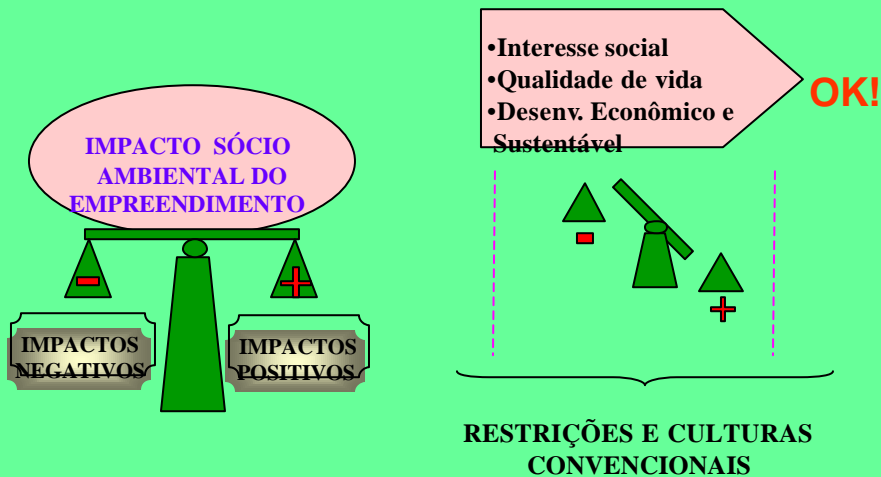 IMPACTO SÓCIO
AMBIENTAL DO
EMPREENDIMENTO
IMPACTOS
NEGATIVOS
IMPACTOS
POSITIVOS
•Interesse social
•Qualidade de vida
•Desenv. Econômico e
Sustentável
OK!
RESTRIÇÕES E CULTURAS
CONVENCIONAIS